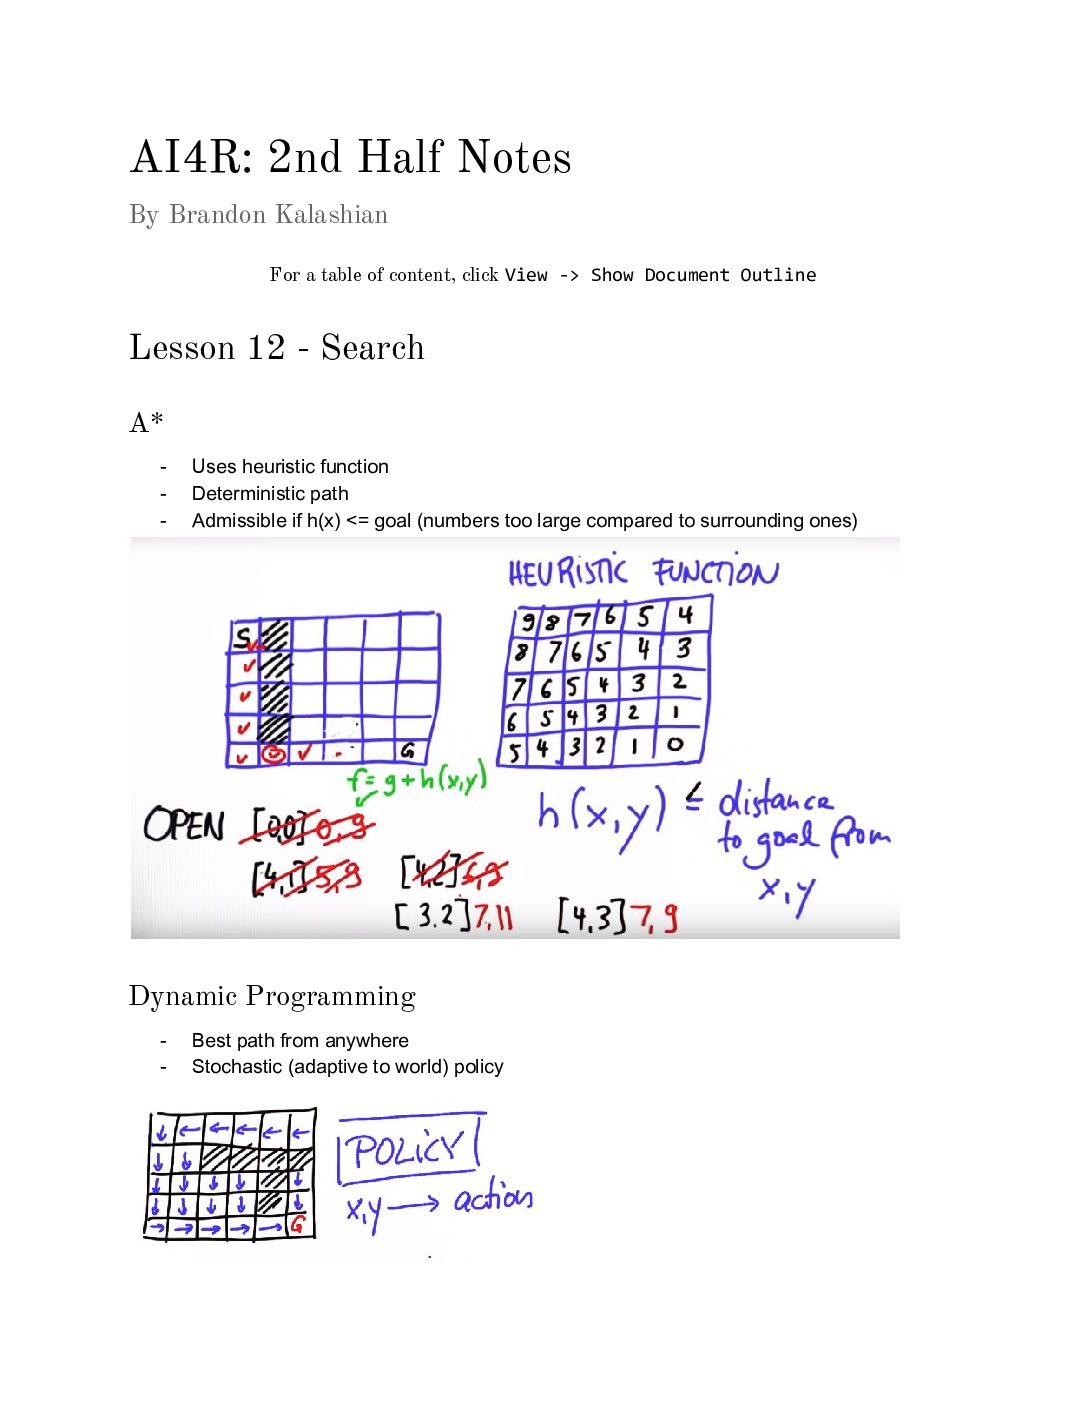 AI4R: 2nd Half Notes
By Brandon Kalashian
For a table of content, click View -> Show Document Outline
Lesson 12 - Search
A*
- Uses heuristic function
- Deterministic path
- Admissible if h(x) <= goal (numbers too large compared to surrounding ones)
HEURISTIC FUNCTION
S
G
9 8 7 6 5 4
8 7 6 5 4 3
7 6 5 4 3 2
6 5 4 3 2 1
5 4 3 2 1 0
f = g + h(x,y)
OPEN [0,0] 0,9
[4,1] 5,9 [4,2] 6,9
[3.2] 7,11 [4,3] 7,9
h(x,y) ≤ distance
to goal from
x,y
Dynamic Programming
- Best path from anywhere
- Stochastic (adaptive to world) policy
↓ ← ← ← ← ←
↓ ↓
↓ ↓ ↓ ↓ ↓
↓ ↓ ↓ ↓ ↓
→ → → → → G
POLICY
x,y → action